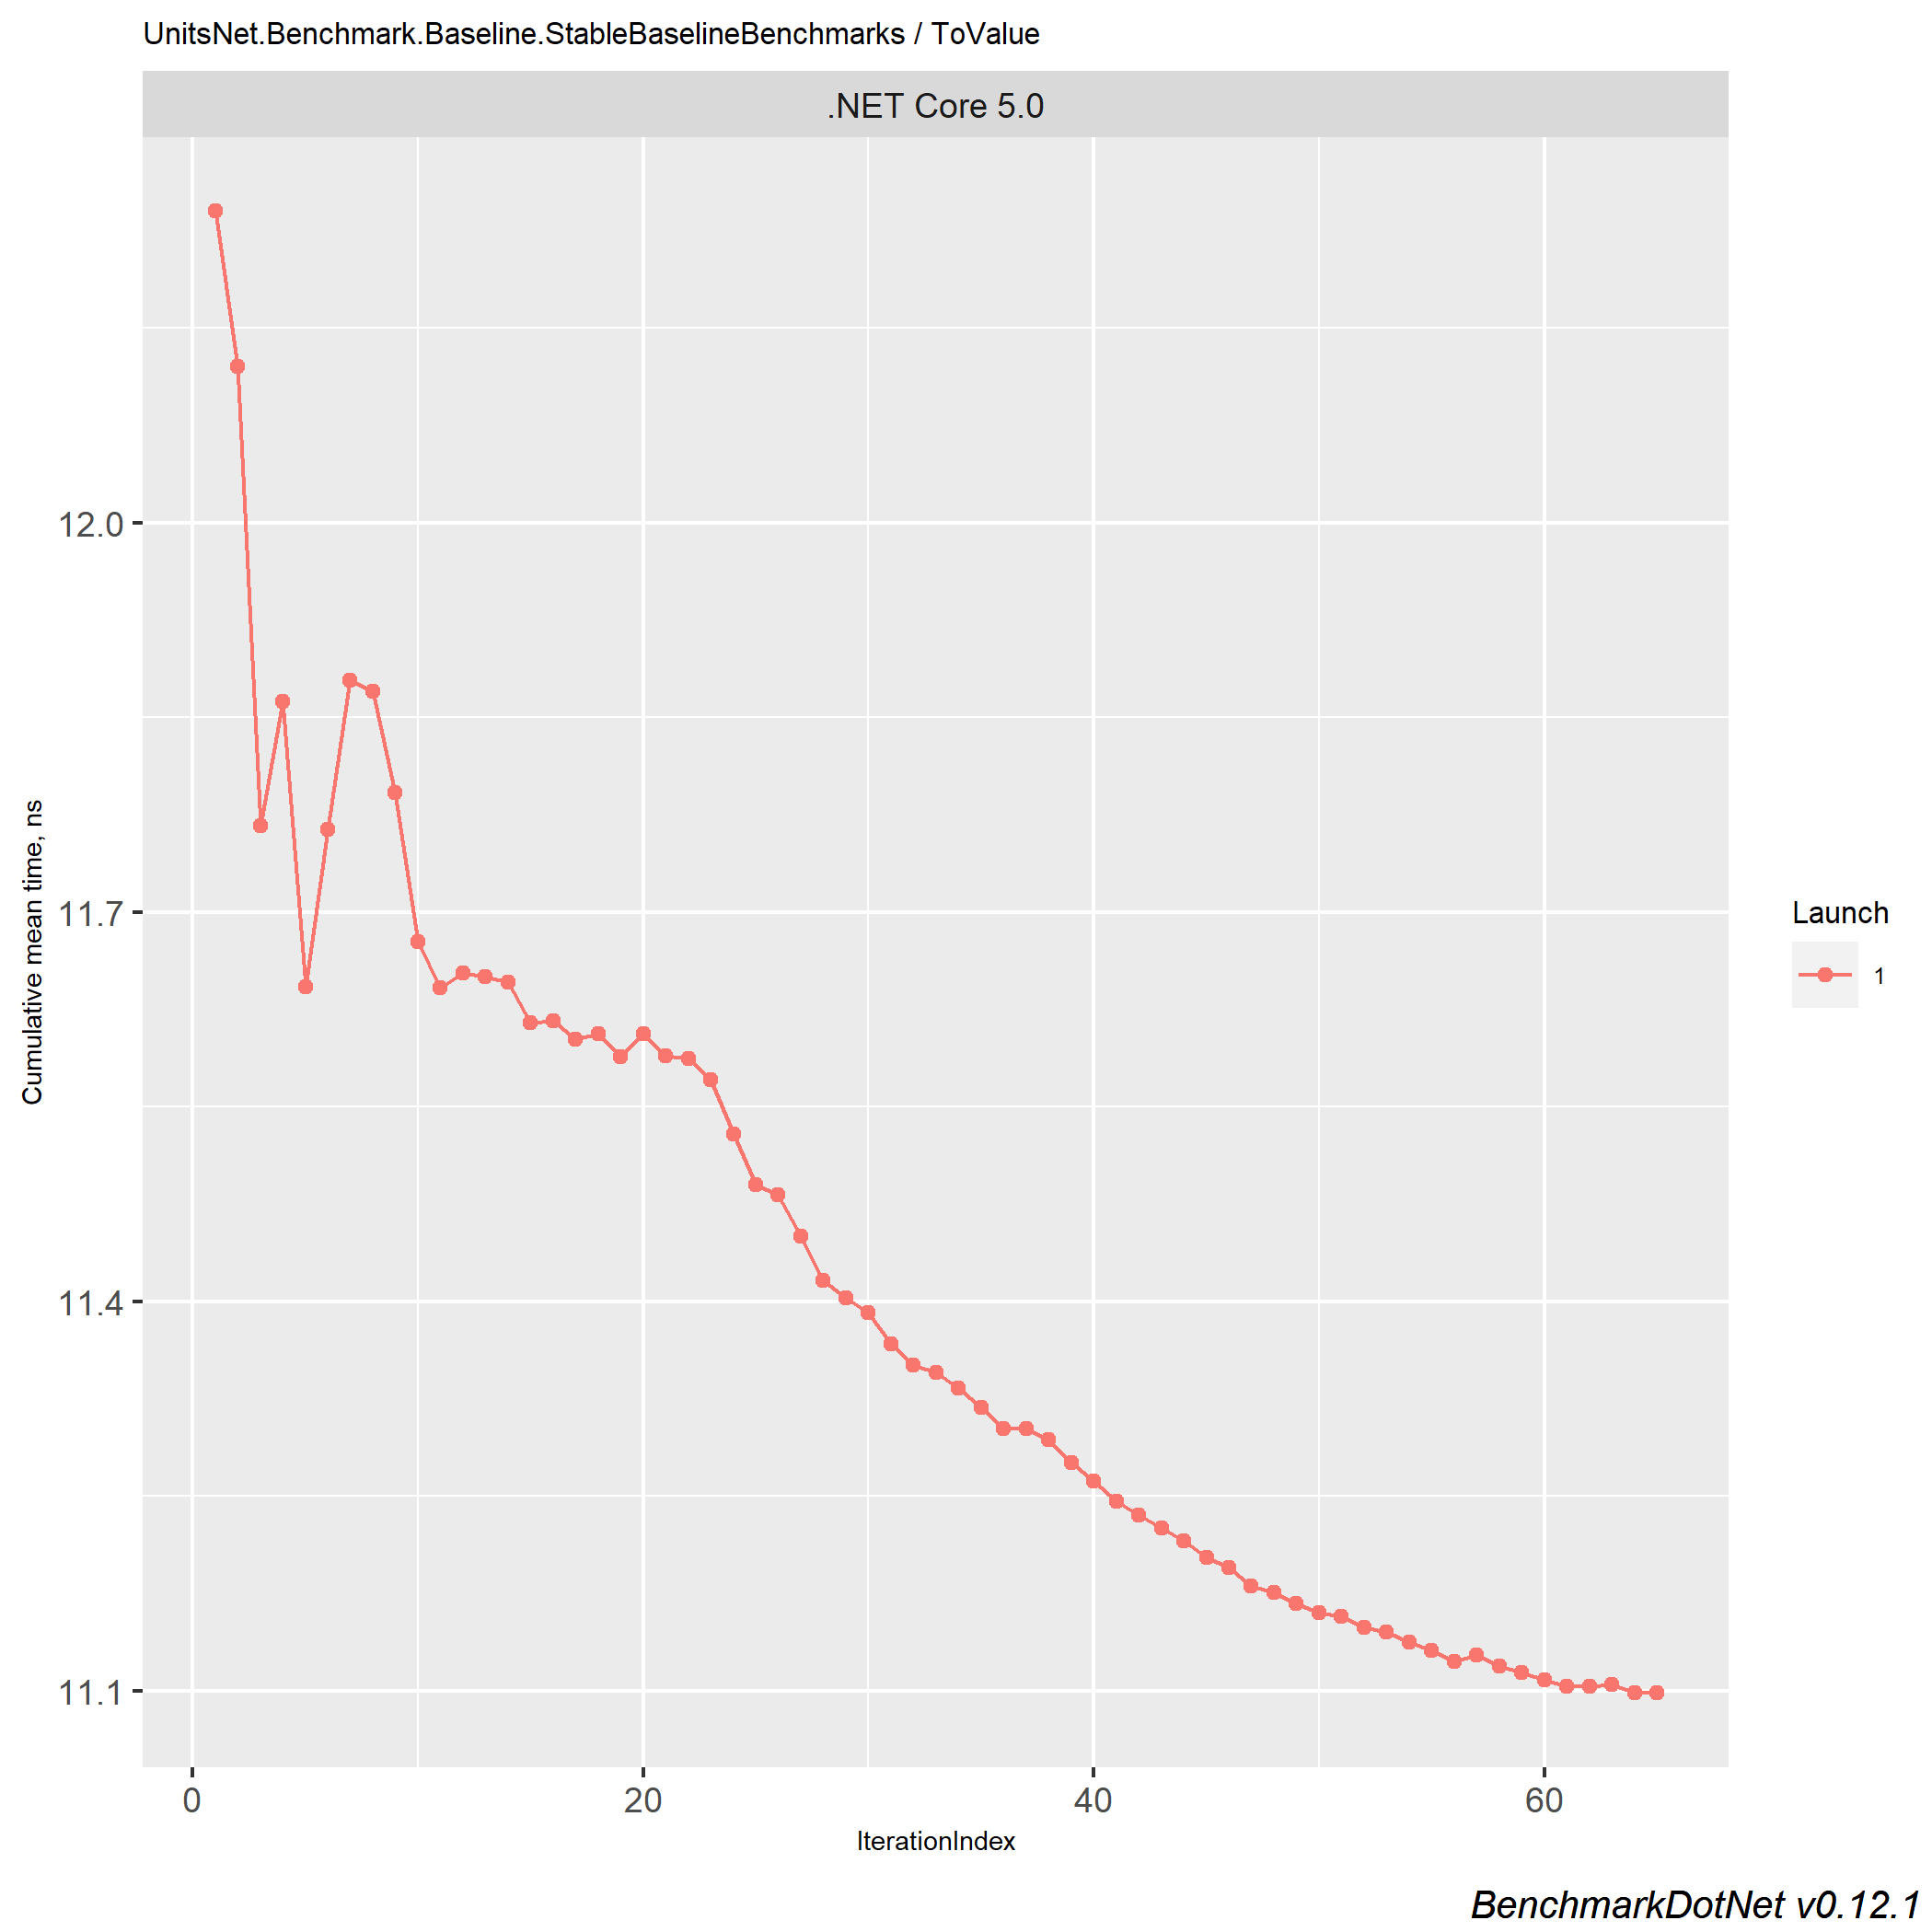 UnitsNet.Benchmark.Baseline.StableBaselineBenchmarks / ToValue
.NET Core 5.0
Cumulative mean time, ns
12.0
11.7
11.4
11.1
0 20 40 60
IterationIndex
Launch
1
BenchmarkDotNet v0.12.1